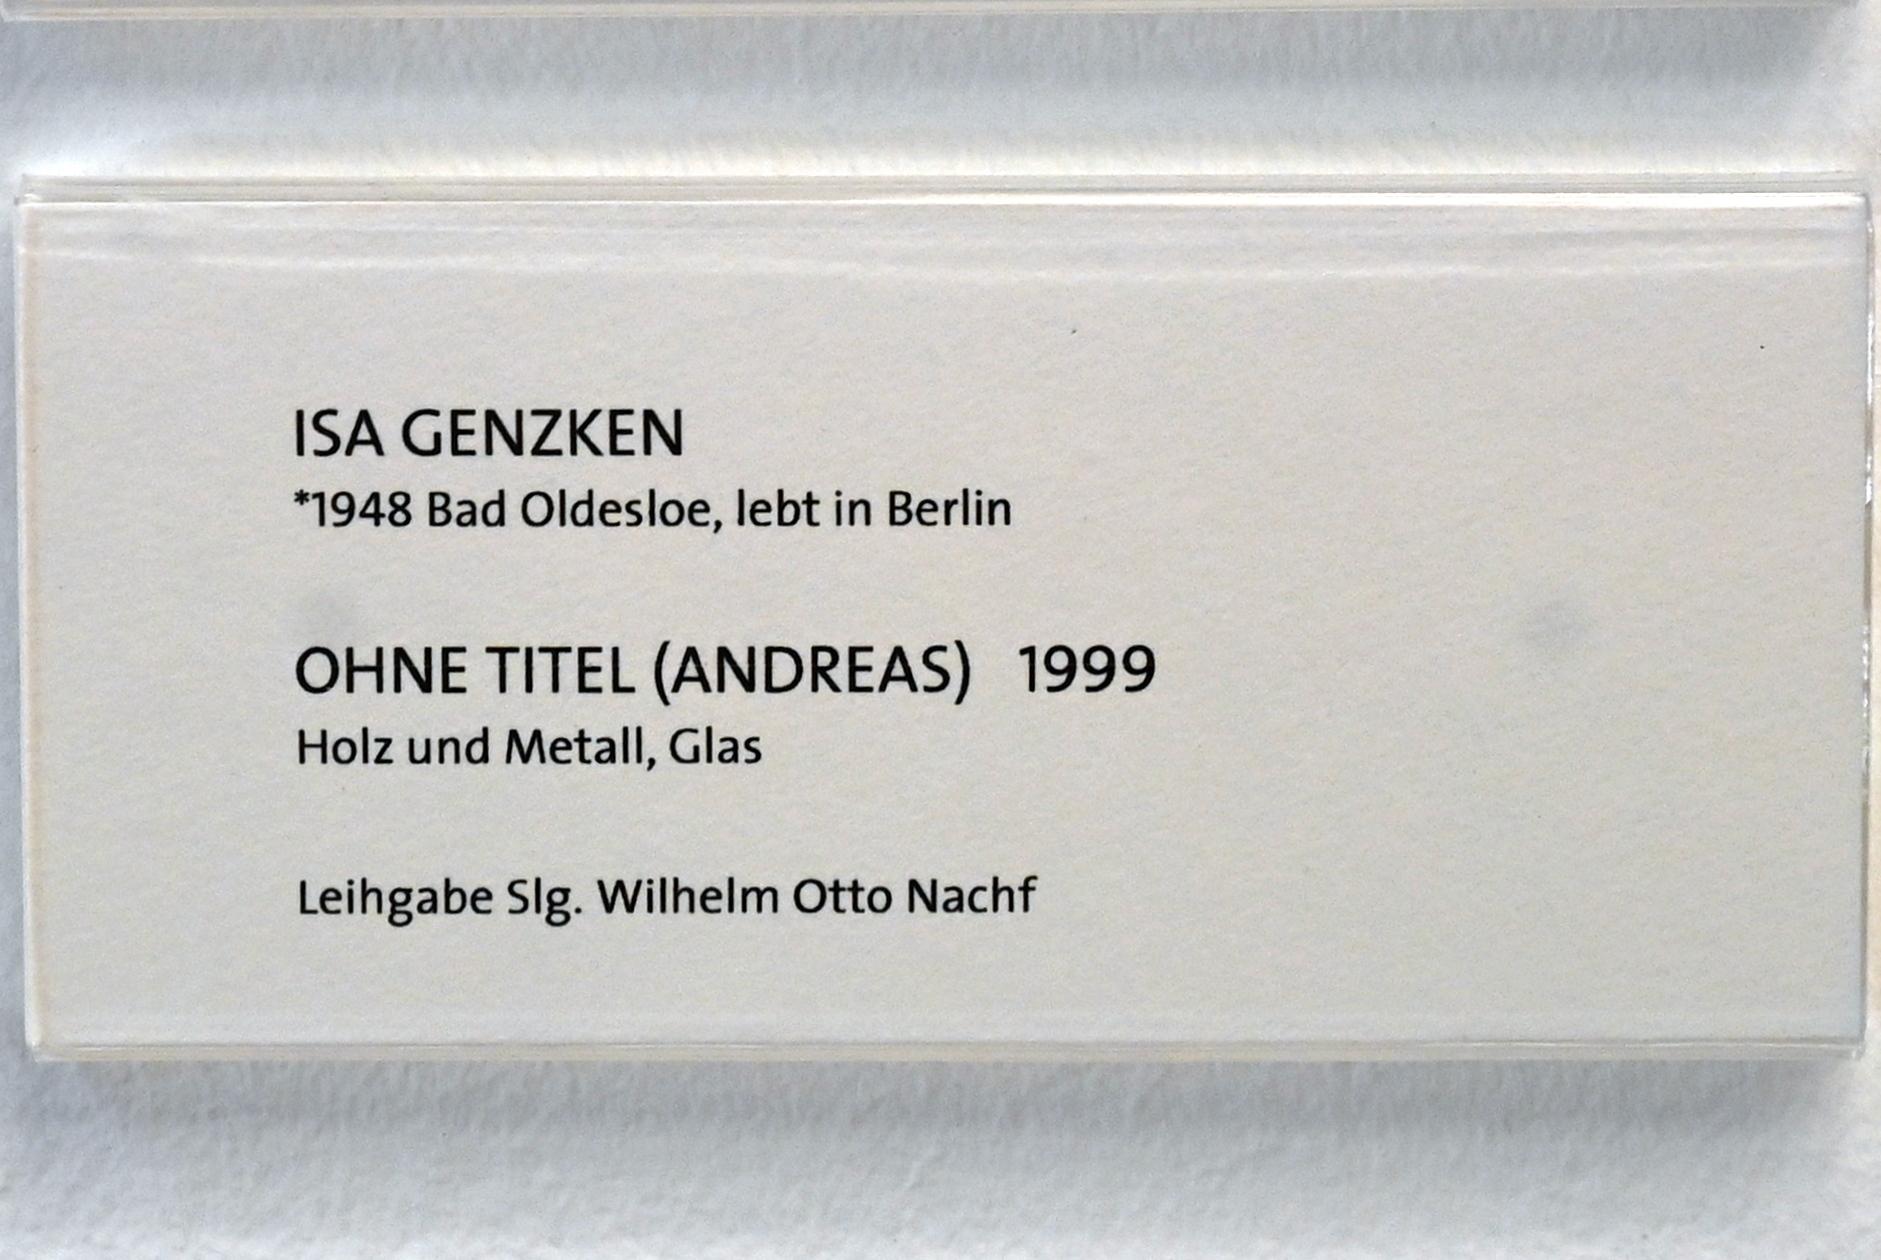 ISA GENZKEN
*1948 Bad Oldesloe, lebt in Berlin
OHNE TITEL (ANDREAS) 1999
Holz und Metall, Glas
Leihgabe Slg. Wilhelm Otto Nachf